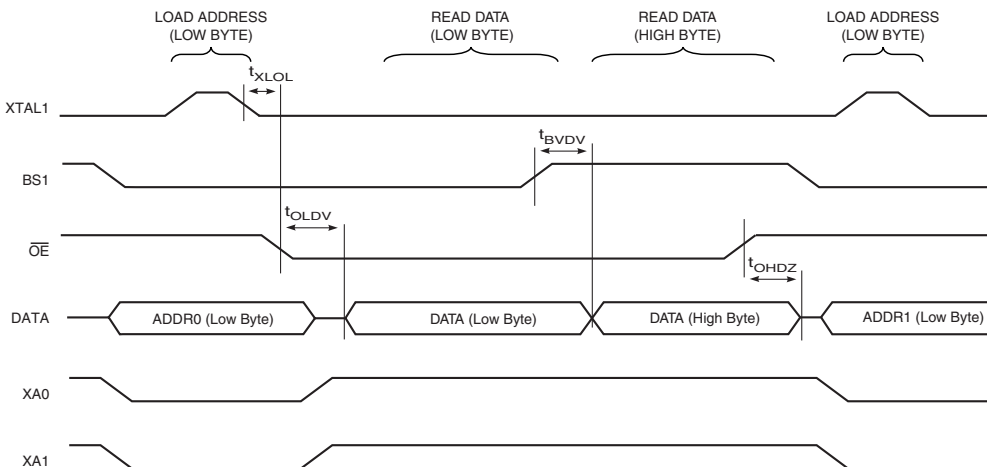 LOAD ADDRESS
(LOW BYTE)
READ DATA
(LOW BYTE)
READ DATA
(HIGH BYTE)
LOAD ADDRESS
(LOW BYTE)
tXLOL
XTAL1
tBVDV
BS1
tOLDV
OE
tOHDZ
DATA
ADDR0 (Low Byte)
DATA (Low Byte)
DATA (High Byte)
ADDR1 (Low Byte)
XA0
XA1